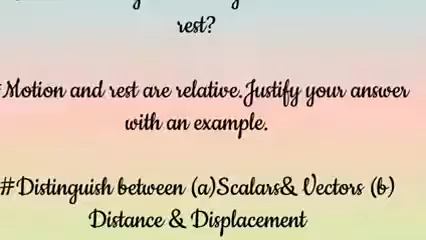 rest?
Motion and rest are relative.Justify your answer
with an example.
#Distinguish between (a)Scalars& Vectors (b)
Distance & Displacement